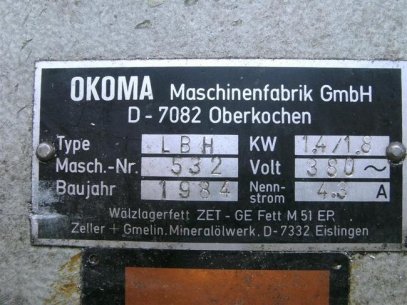 OKOMA Maschinenfabrik GmbH
D - 7082 Oberkochen
Type LBH KW 1.4/1.8
Masch.-Nr. 532 Volt 380 ~
Baujahr 1984 Nenn-strom 4.3 A
Wälzlagerfett ZET - GE Fett M 51 EP.
Zeller + Gmelin. Mineralölwerk. D-7332 Eislingen